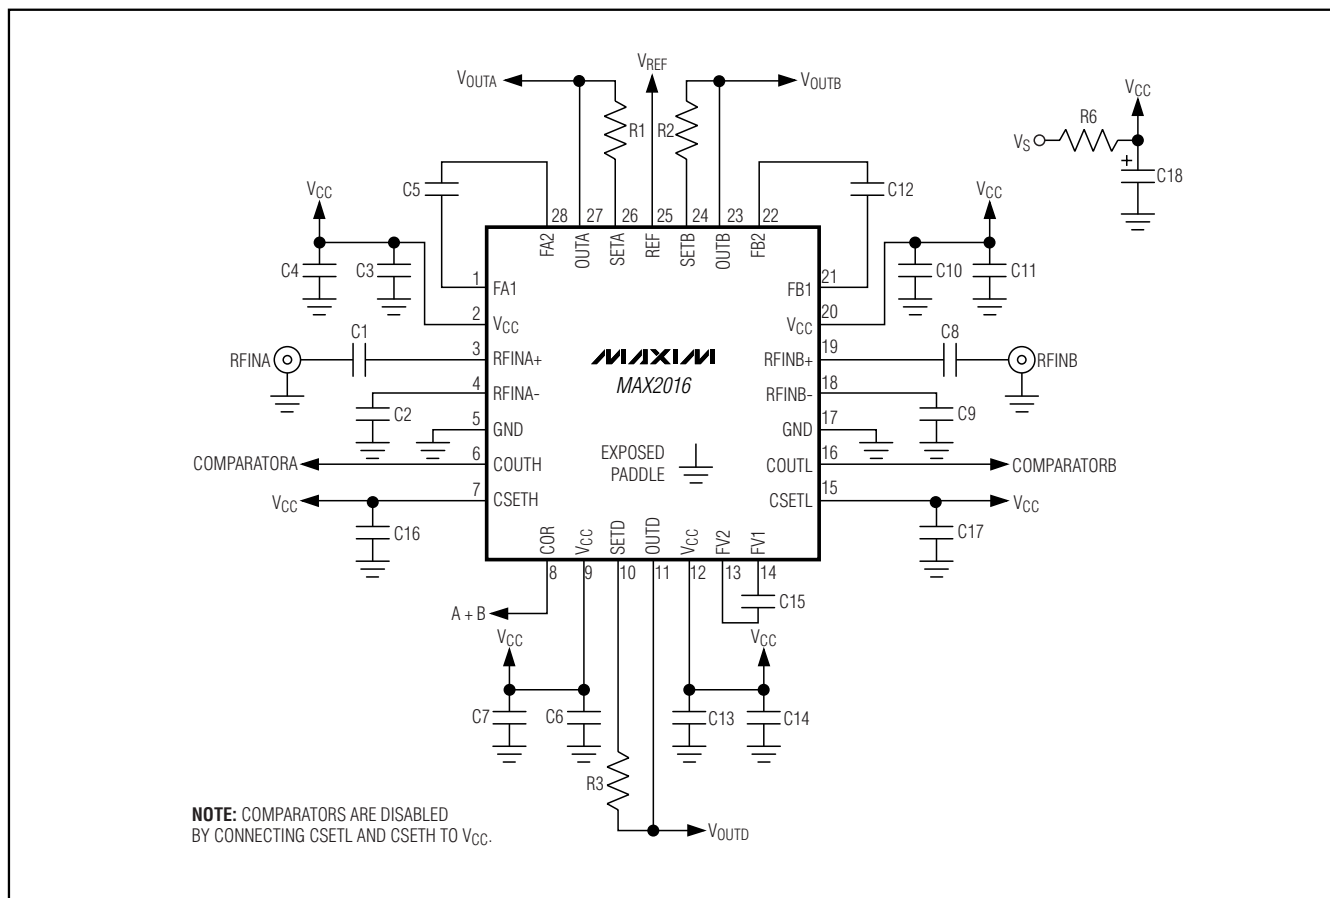 VOUTA
VREF
VOUTB
VCC
R1
R2
R6
VS
+
C18
C5
C12
VCC
VCC
28
27
26
25
24
23
22
FA2
OUTA
SETA
REF
SETB
OUTB
FB2
C4
C3
C10
C11
1
FA1
FB1
21
2
VCC
VCC
20
C1
C8
RFINA
3
RFINA+
MAXIM
RFINB+
19
RFINB
MAX2016
4
RFINA-
RFINB-
18
C2
C9
5
GND
GND
17
EXPOSED
PADDLE
COMPARATORA
6
COUTH
COUTL
16
COMPARATORB
VCC
7
CSETH
CSETL
15
VCC
C16
C17
COR
VCC
SETD
OUTD
VCC
FV2
FV1
8
9
10
11
12
13
14
C15
A + B
VCC
VCC
C7
C6
C13
C14
R3
NOTE: COMPARATORS ARE DISABLED
BY CONNECTING CSETL AND CSETH TO VCC.
VOUTD